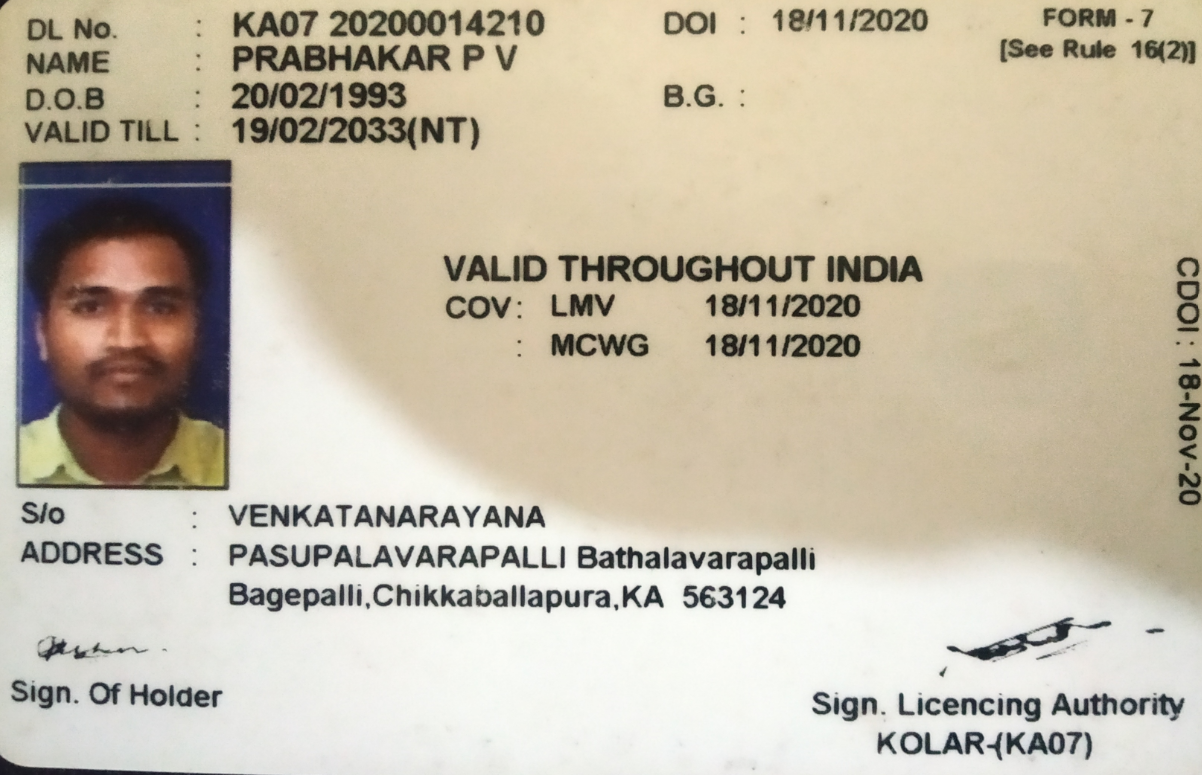 DL No. : KA07 20200014210 DOI : 18/11/2020 FORM - 7
NAME : PRABHAKAR P V [See Rule 16(2)]
D.O.B : 20/02/1993 B.G. :
VALID TILL : 19/02/2033(NT)
VALID THROUGHOUT INDIA
COV: LMV 18/11/2020
: MCWG 18/11/2020
CDOI : 18-Nov-20
S/o : VENKATANARAYANA
ADDRESS : PASUPALAVARAPALLI Bathalavarapalli
Bagepalli,Chikkaballapura,KA 563124
Sign. Of Holder
Sign. Licencing Authority
KOLAR-(KA07)